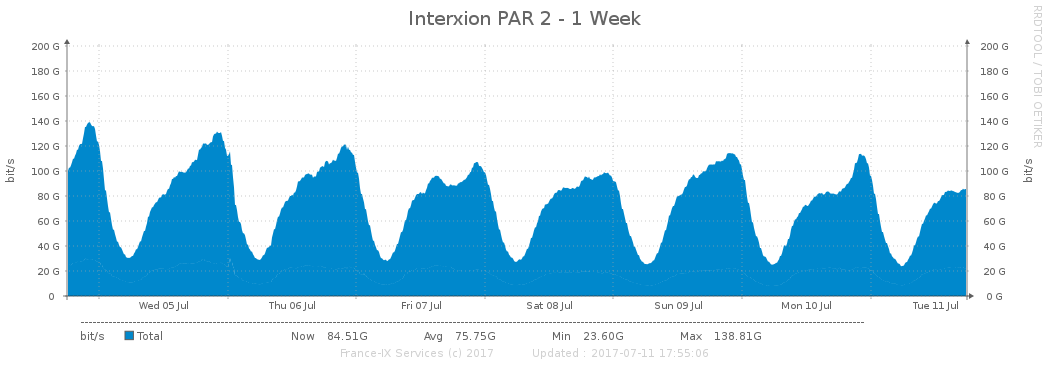 Interxion PAR 2 - 1 Week
RRDTOOL / TOBI OETIKER
bit/s
200 G 200 G
180 G 180 G
160 G 160 G
140 G 140 G
120 G 120 G
100 G 100 G
80 G 80 G
60 G 60 G
40 G 40 G
20 G 20 G
0 0 G
bit/s
Wed 05 Jul Thu 06 Jul Fri 07 Jul Sat 08 Jul Sun 09 Jul Mon 10 Jul Tue 11 Jul
bit/s Total Now 84.51G Avg 75.75G Min 23.60G Max 138.81G
France-IX Services (c) 2017 Updated : 2017-07-11 17:55:06